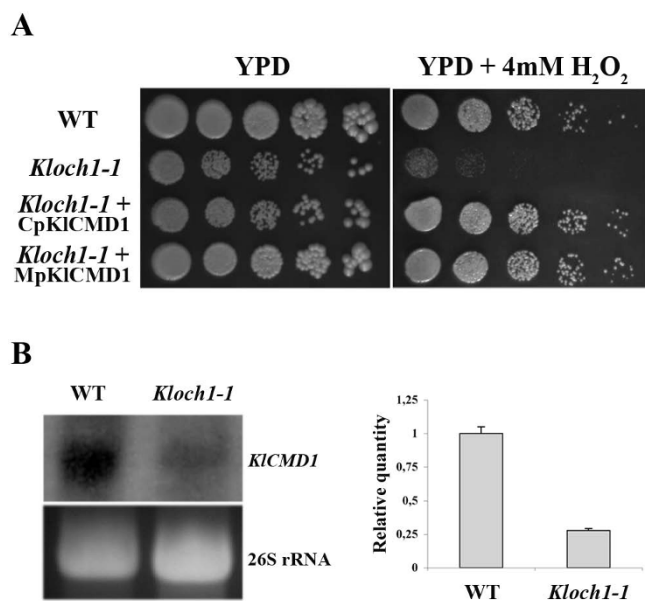 A
YPD
YPD + 4mM H₂O₂
WT
Kloch1-1
Kloch1-1 +
CpKlCMD1
Kloch1-1 +
MpKlCMD1
B
WT
Kloch1-1
KlCMD1
26S rRNA
Relative quantity
1,25
1
0,75
0,5
0,25
0
WT
Kloch1-1